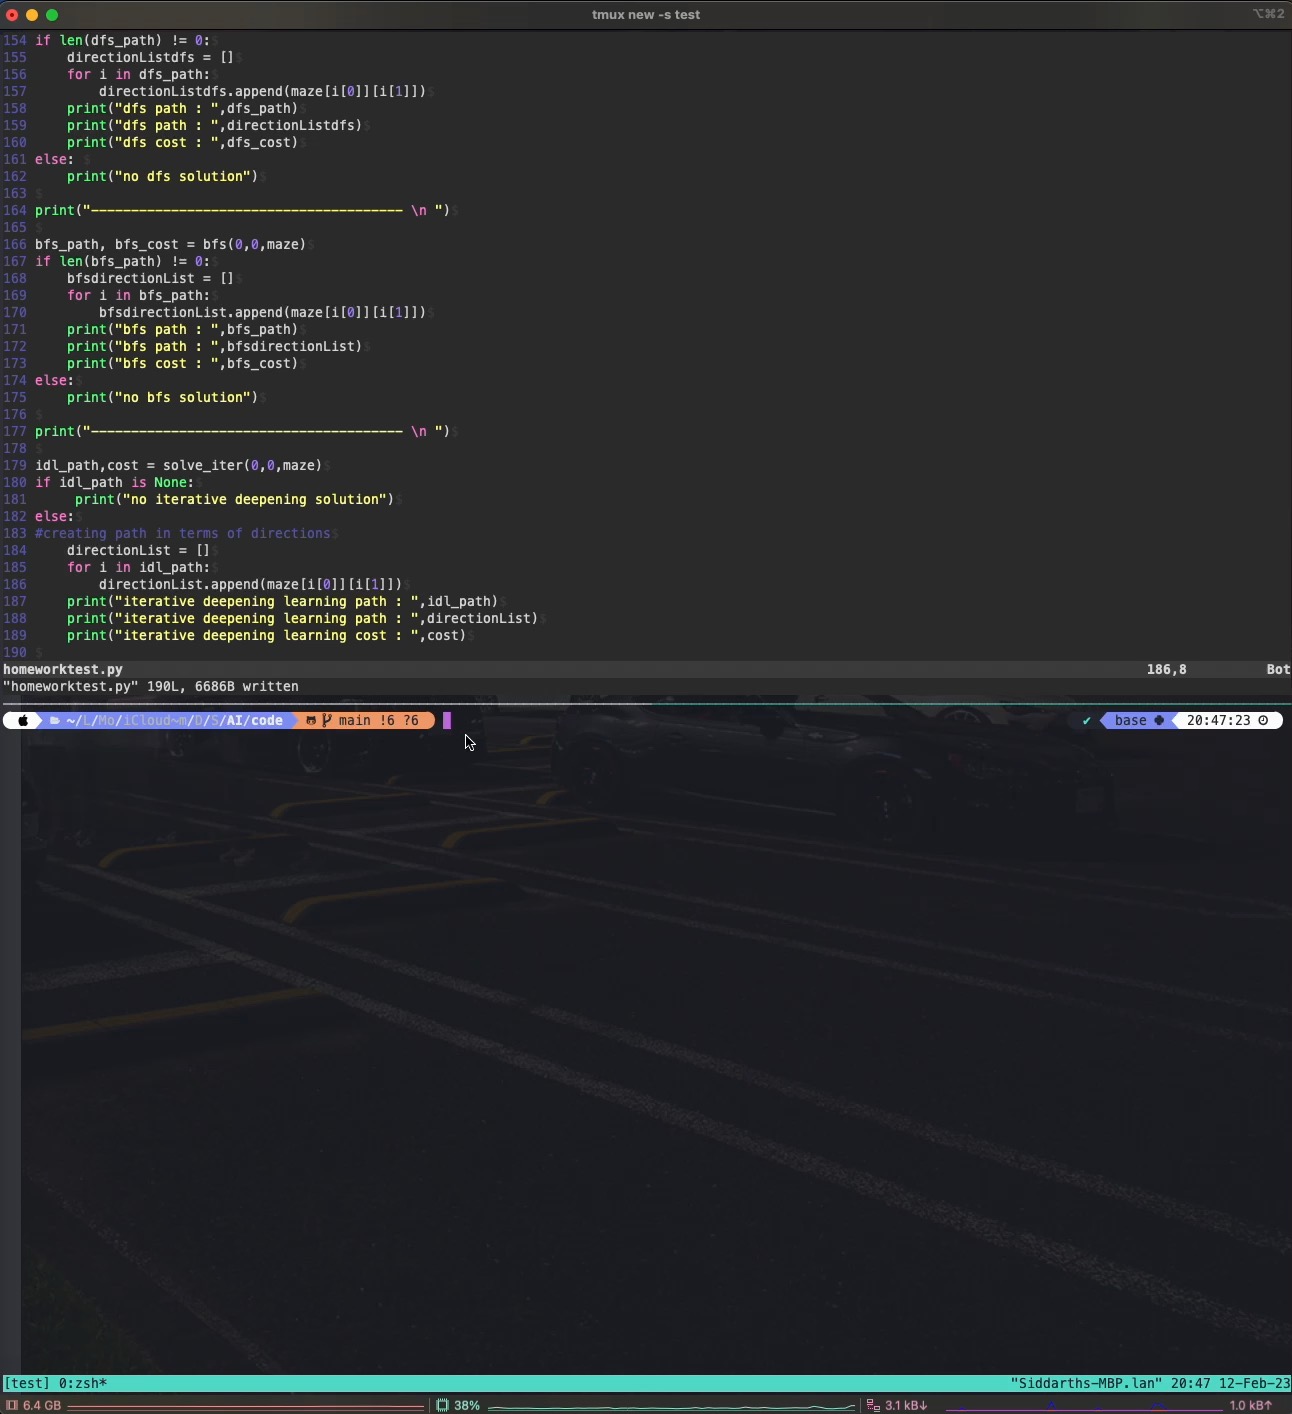 tmux new -s test
⌥⌘2
154 if len(dfs_path) != 0:$
155     directionListdfs = []$
156     for i in dfs_path:$
157         directionListdfs.append(maze[i[0]][i[1]])$
158     print("dfs path : ",dfs_path)$
159     print("dfs path : ",directionListdfs)$
160     print("dfs cost : ",dfs_cost)$
161 else: $
162     print("no dfs solution")$
163 $
164 print("--------------------------------------- \n ")$
165 $
166 bfs_path, bfs_cost = bfs(0,0,maze)$
167 if len(bfs_path) != 0:$
168     bfsdirectionList = []$
169     for i in bfs_path:$
170         bfsdirectionList.append(maze[i[0]][i[1]])$
171     print("bfs path : ",bfs_path)$
172     print("bfs path : ",bfsdirectionList)$
173     print("bfs cost : ",bfs_cost)$
174 else:$
175     print("no bfs solution")$
176 $
177 print("--------------------------------------- \n ")$
178 $
179 idl_path,cost = solve_iter(0,0,maze)$
180 if idl_path is None:$
181      print("no iterative deepening solution")$
182 else:$
183 #creating path in terms of directions$
184     directionList = []$
185     for i in idl_path:$
186         directionList.append(maze[i[0]][i[1]])$
187     print("iterative deepening learning path : ",idl_path)$
188     print("iterative deepening learning path : ",directionList)$
189     print("iterative deepening learning cost : ",cost)$
190 $
homeworktest.py 186,8 Bot
"homeworktest.py" 190L, 6686B written
~/L/Mo/iCloud~m/D/S/AI/code main !6 ?6 ✔ base 20:47:23
[test] 0:zsh* "Siddarths-MBP.lan" 20:47 12-Feb-23
6.4 GB 38% 3.1 kB↓ 1.0 kB↑